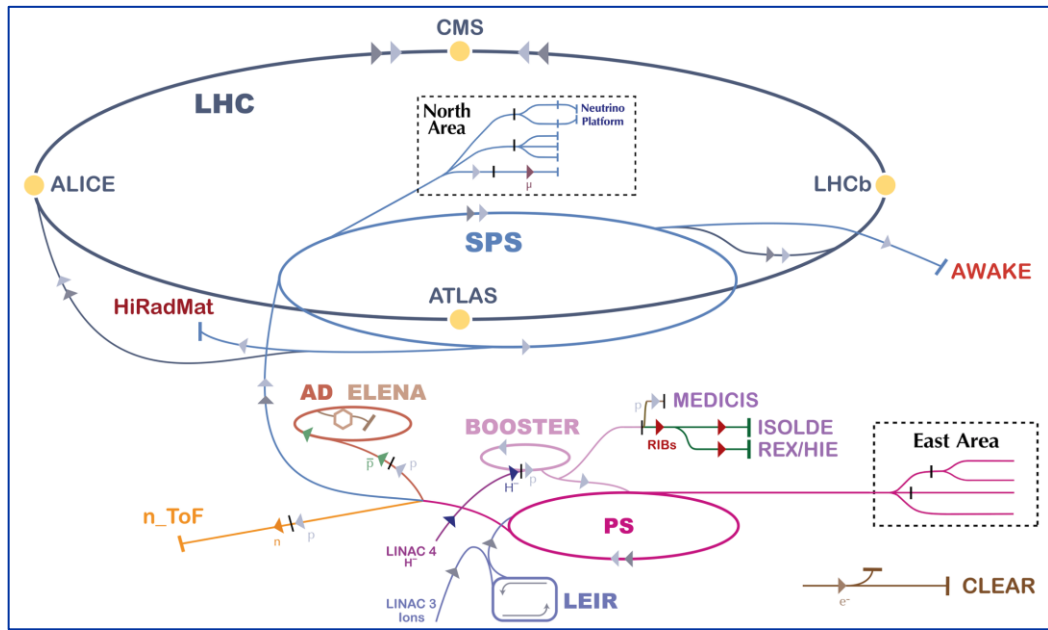 CMS
LHC
North
Area
Neutrino
Platform
μ
ALICE
LHCb
SPS
AWAKE
HiRadMat
ATLAS
AD ELENA
p̅
p
BOOSTER
H⁻
p
p
MEDICIS
RIBs
ISOLDE
REX/HIE
East Area
n_ToF
n
p
PS
LINAC 4
H⁻
LINAC 3
Ions
LEIR
e⁻
CLEAR